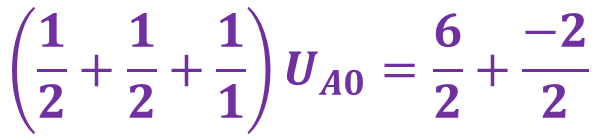 (1/2 + 1/2 + 1/1) U_A0 = 6/2 + −2/2